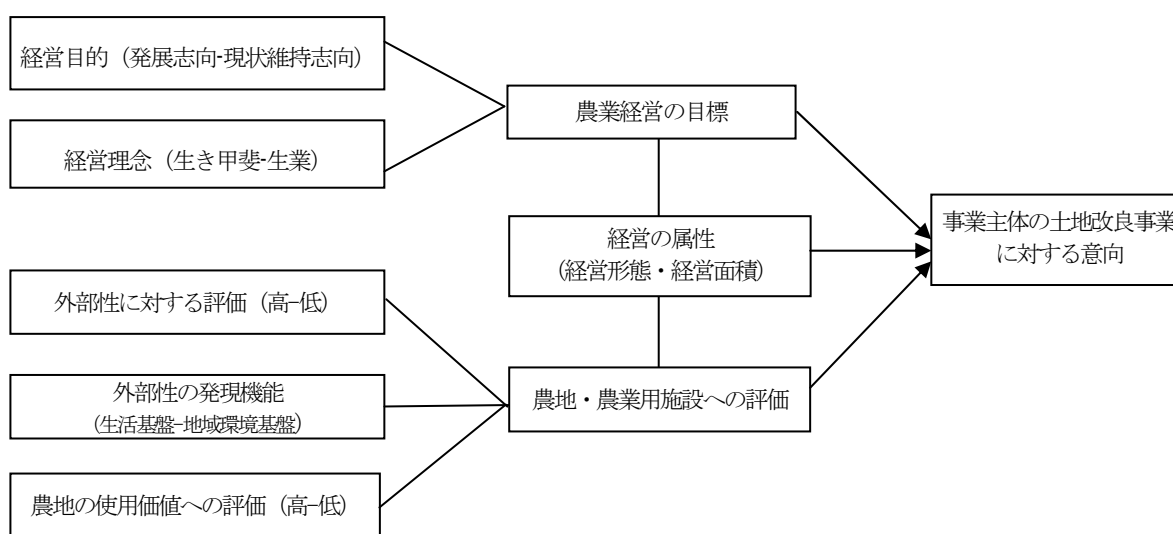 経営目的（発展志向-現状維持志向）
経営理念（生き甲斐-生業）
外部性に対する評価（高-低）
外部性の発現機能
（生活基盤-地域環境基盤）
農地の使用価値への評価（高-低）
農業経営の目標
経営の属性
（経営形態・経営面積）
農地・農業用施設への評価
事業主体の土地改良事業
に対する意向